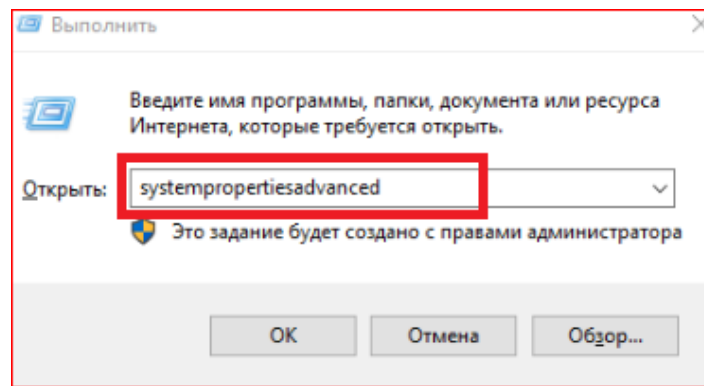 Выполнить
Введите имя программы, папки, документа или ресурса
Интернета, которые требуется открыть.
Открыть: systempropertiesadvanced
Это задание будет создано с правами администратора
ОК Отмена Обзор...